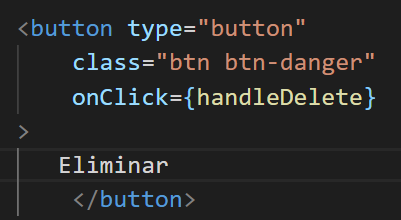 <button type="button"
class="btn btn-danger"
onClick={handleDelete}
>
Eliminar
</button>